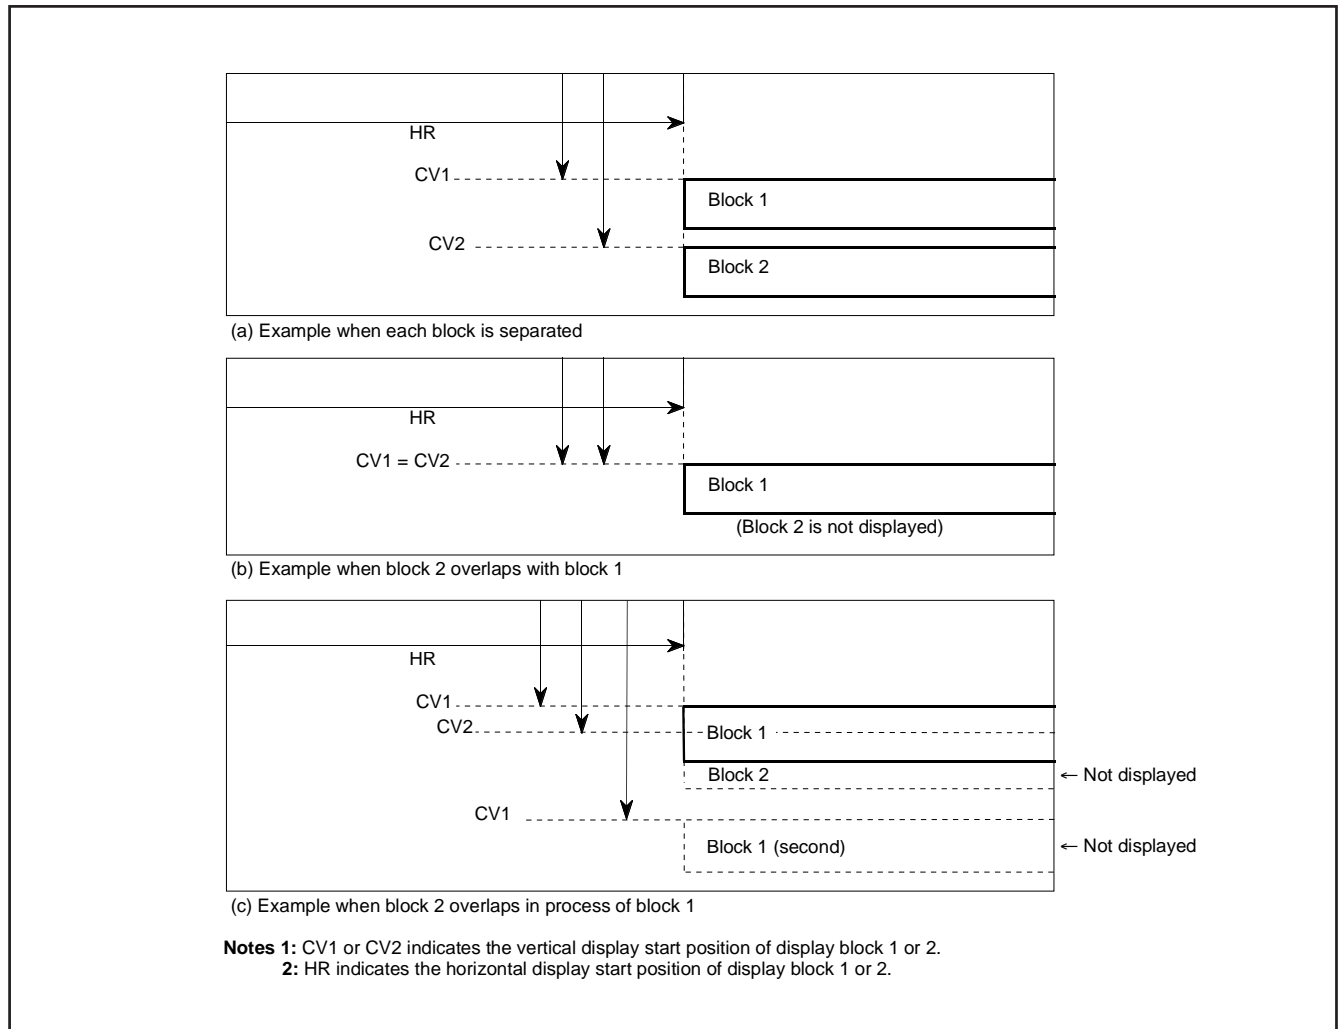 HR
CV1
Block 1
CV2
Block 2
(a) Example when each block is separated
HR
CV1 = CV2
Block 1
(Block 2 is not displayed)
(b) Example when block 2 overlaps with block 1
HR
CV1
CV2
Block 1
Block 2
← Not displayed
CV1
Block 1 (second)
← Not displayed
(c) Example when block 2 overlaps in process of block 1
Notes 1: CV1 or CV2 indicates the vertical display start position of display block 1 or 2.
2: HR indicates the horizontal display start position of display block 1 or 2.